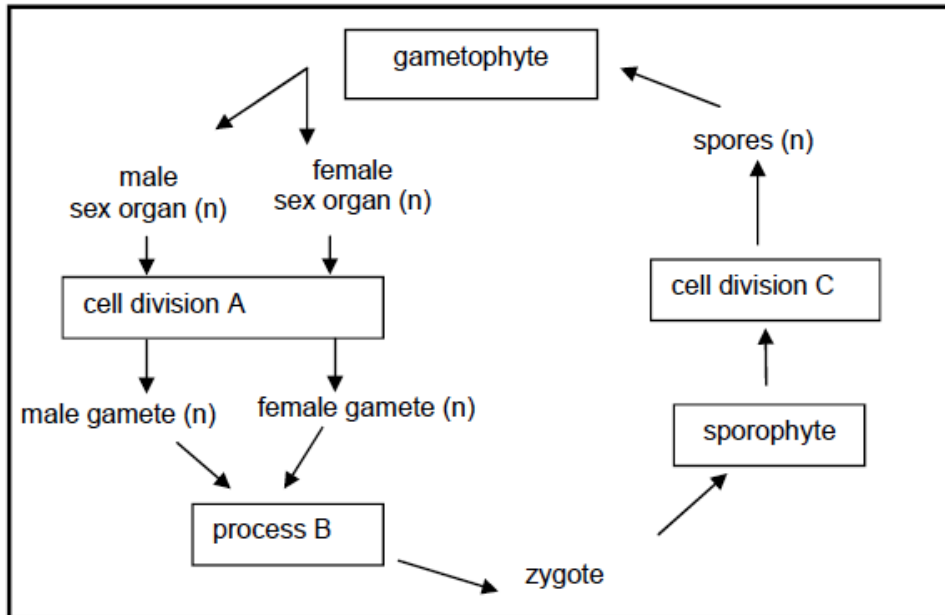 gametophyte
spores (n)
male
sex organ (n)
female
sex organ (n)
cell division A
cell division C
male gamete (n)
female gamete (n)
sporophyte
process B
zygote